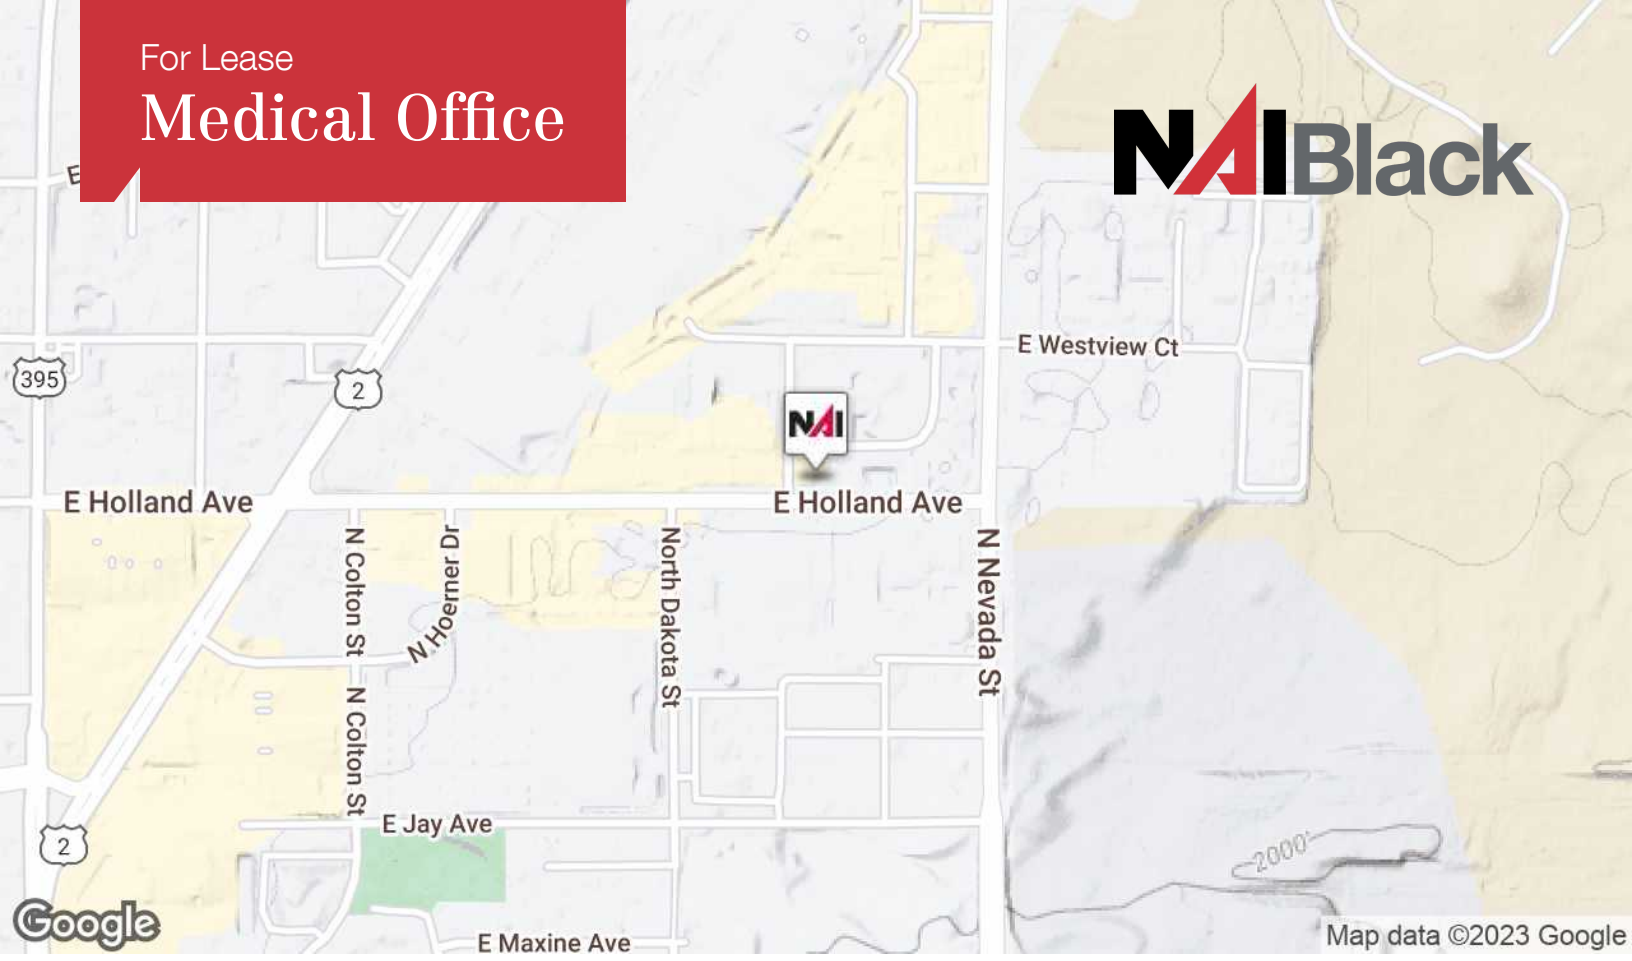 For Lease
Medical Office
NAIBlack
E
E Westview Ct
395
2
NAI
E Holland Ave
E Holland Ave
N Colton St
N Hoerner Dr
North Dakota St
N Nevada St
N Colton St
E Jay Ave
2
2000'
Google
E Maxine Ave
Map data ©2023 Google